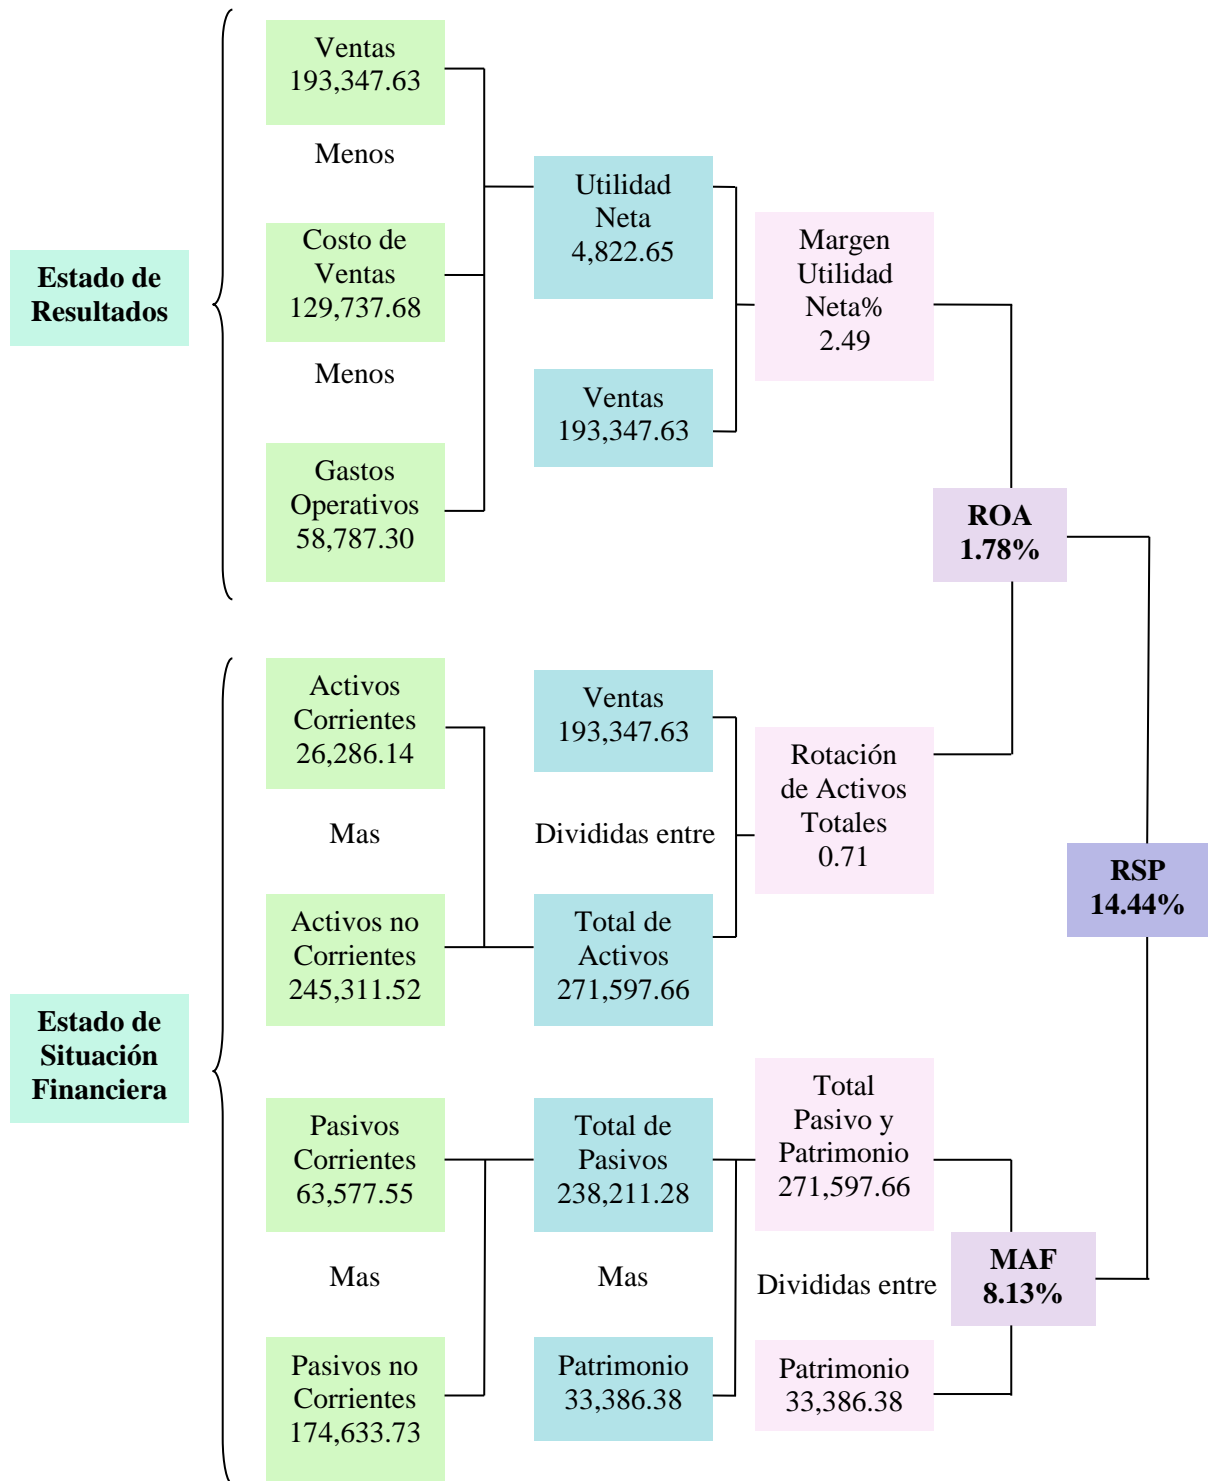 Estado de
Resultados
Ventas
193,347.63
Menos
Costo de
Ventas
129,737.68
Menos
Gastos
Operativos
58,787.30
Utilidad
Neta
4,822.65
Ventas
193,347.63
Margen
Utilidad
Neta%
2.49
ROA
1.78%
Estado de
Situación
Financiera
Activos
Corrientes
26,286.14
Mas
Activos no
Corrientes
245,311.52
Ventas
193,347.63
Divididas entre
Total de
Activos
271,597.66
Rotación
de Activos
Totales
0.71
RSP
14.44%
Pasivos
Corrientes
63,577.55
Mas
Pasivos no
Corrientes
174,633.73
Total de
Pasivos
238,211.28
Mas
Patrimonio
33,386.38
Total
Pasivo y
Patrimonio
271,597.66
Divididas entre
Patrimonio
33,386.38
MAF
8.13%